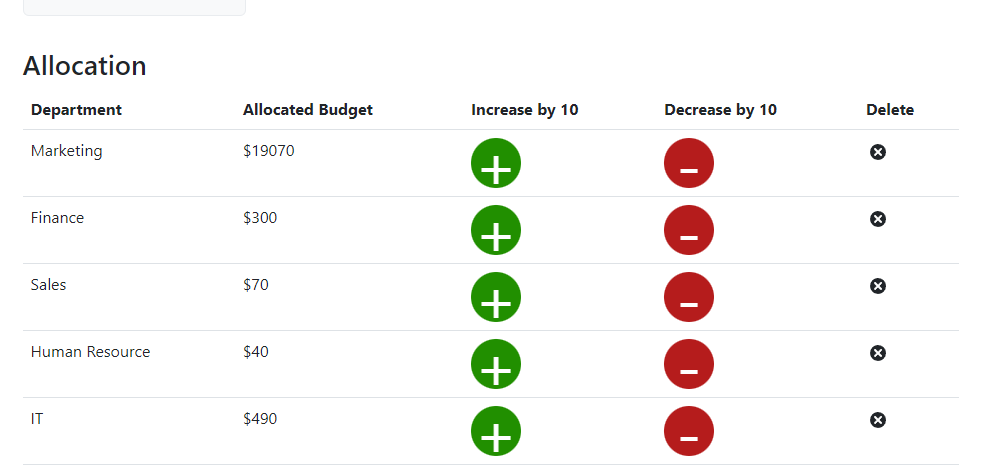 Allocation
Department Allocated Budget Increase by 10 Decrease by 10 Delete
Marketing $19070 + -
Finance $300 + -
Sales $70 + -
Human Resource $40 + -
IT $490 + -